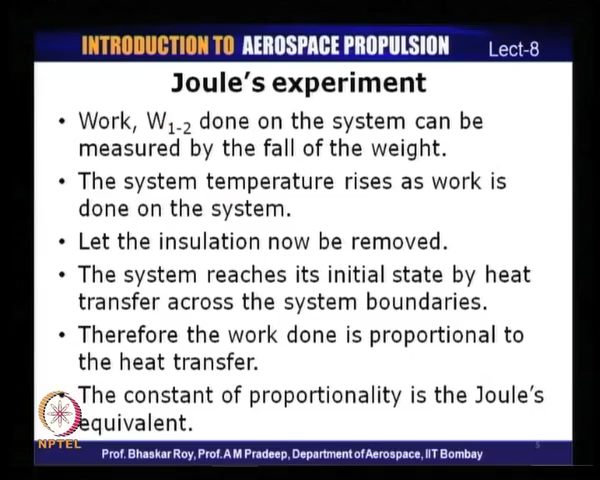 INTRODUCTION TO AEROSPACE PROPULSION Lect-8
Joule's experiment
• Work, W1-2 done on the system can be
measured by the fall of the weight.
• The system temperature rises as work is
done on the system.
• Let the insulation now be removed.
• The system reaches its initial state by heat
transfer across the system boundaries.
• Therefore the work done is proportional to
the heat transfer.
The constant of proportionality is the Joule's
equivalent.
NPTEL
Prof. Bhaskar Roy, Prof. A M Pradeep, Department of Aerospace, IIT Bombay
5